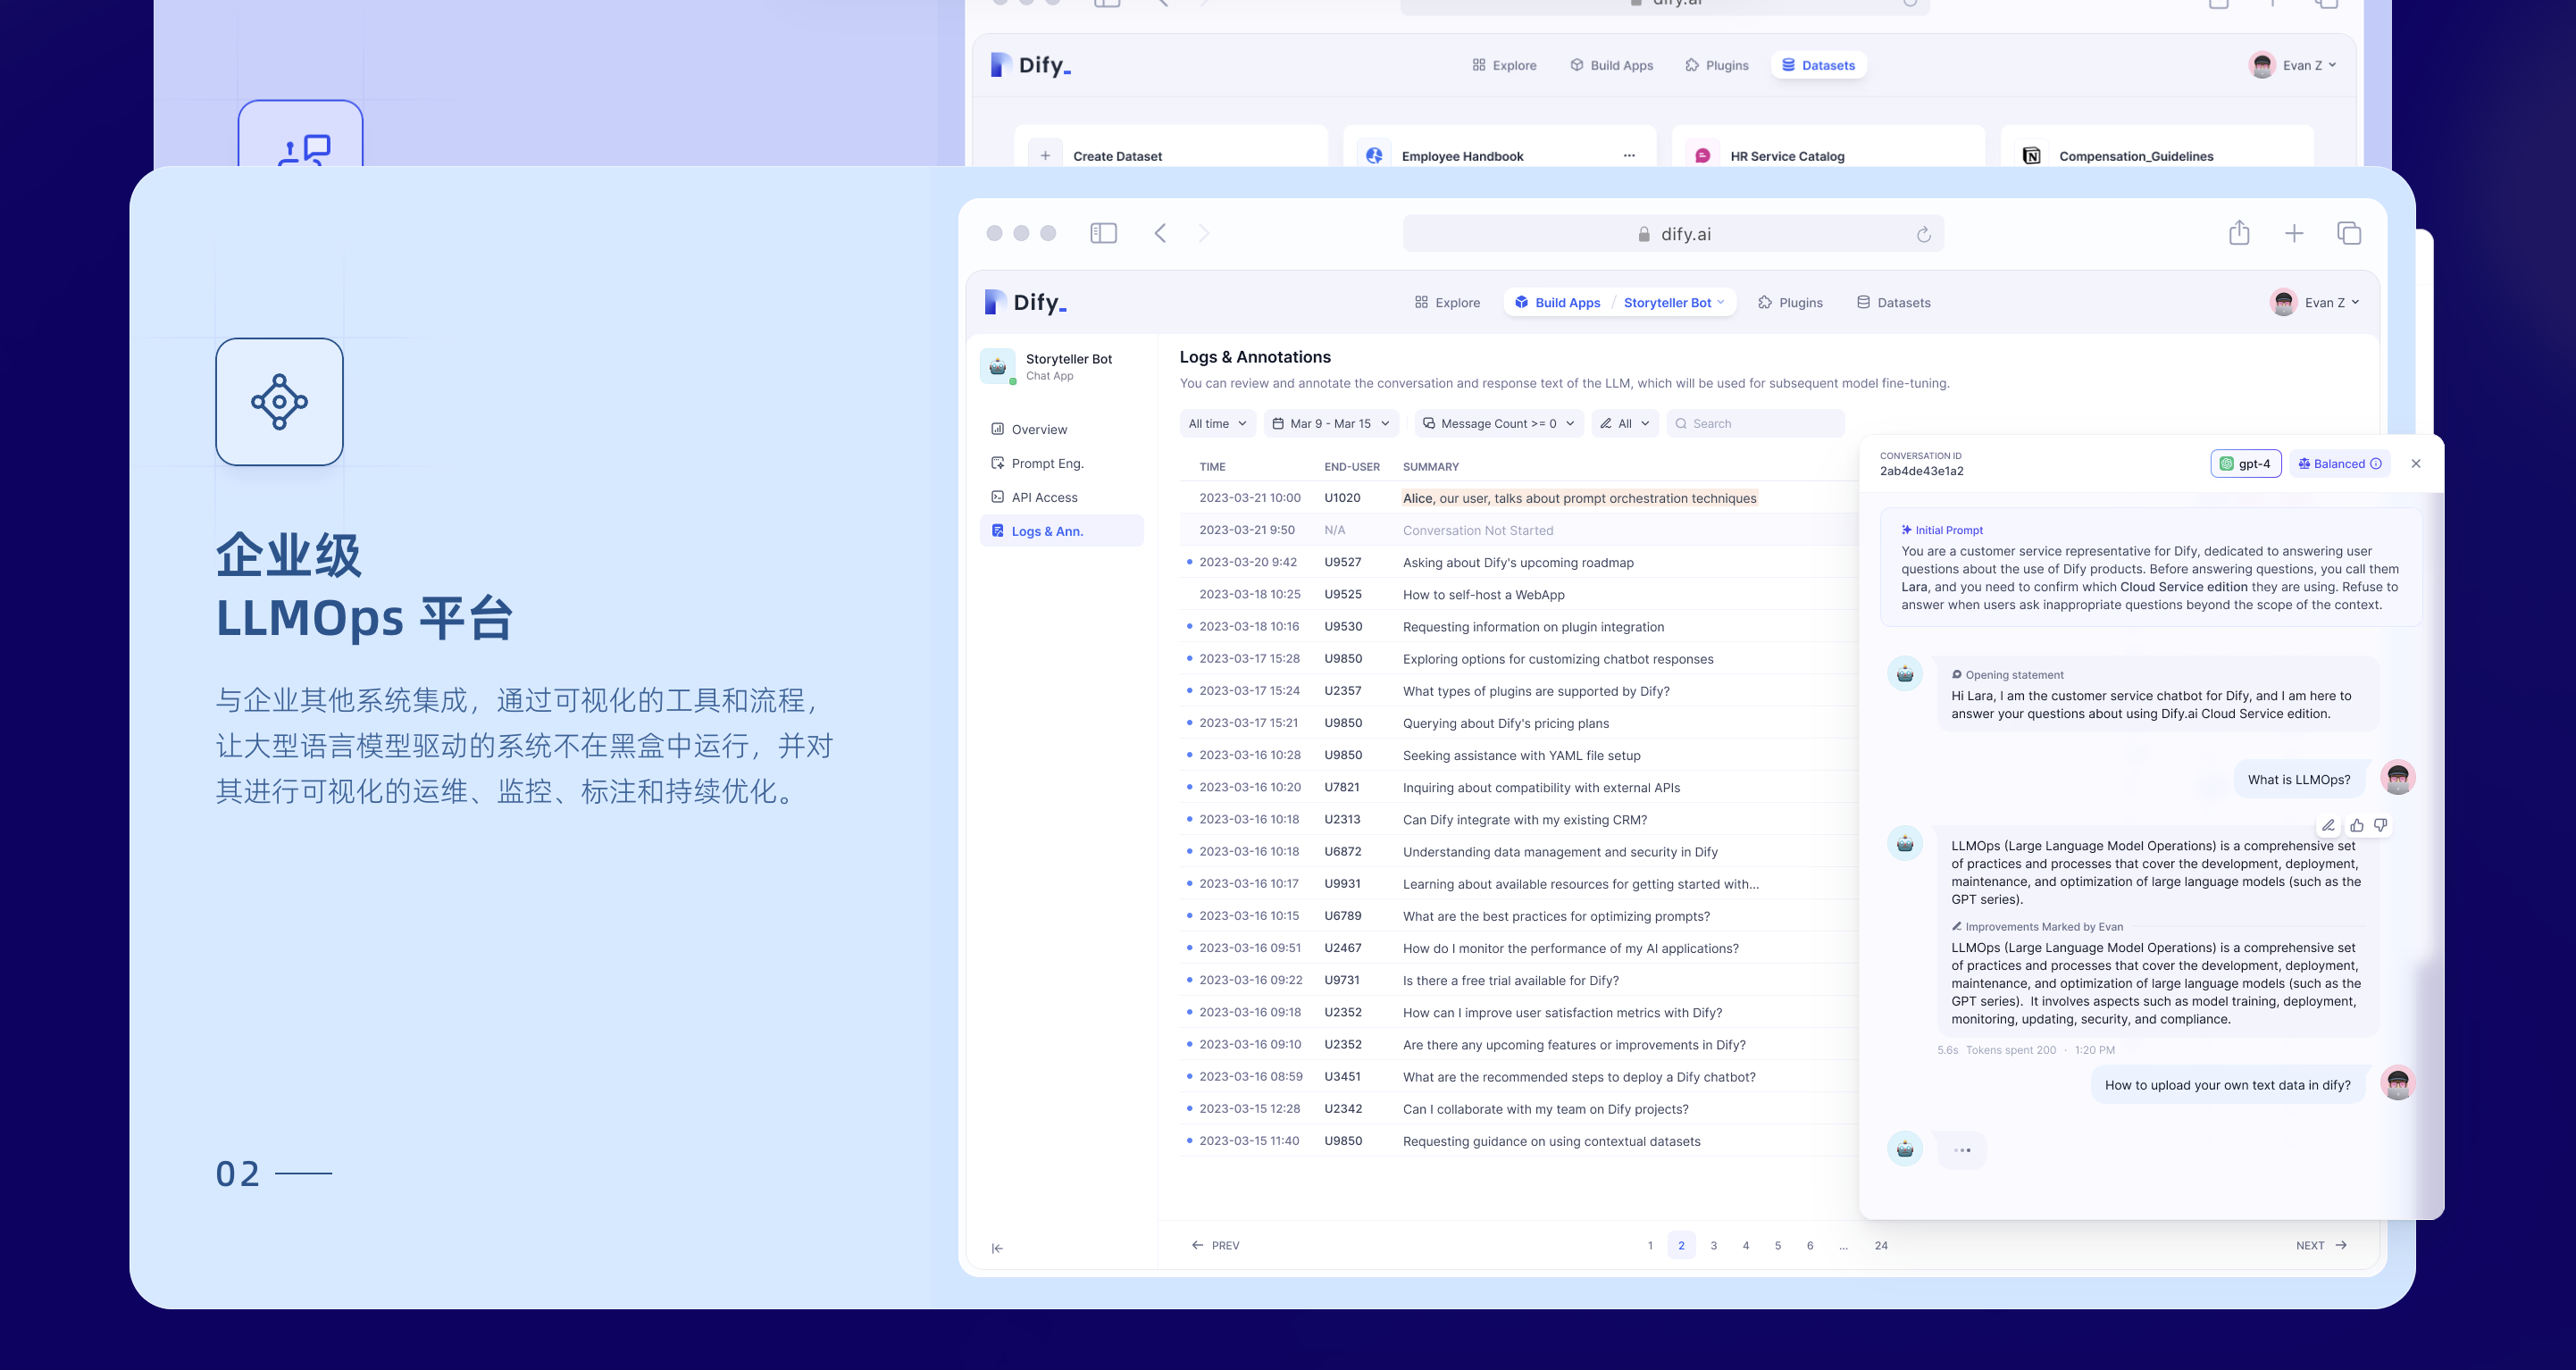 dify.ai
Dify_
Explore
Build Apps
Plugins
Datasets
Evan Z
Create Dataset
Employee Handbook
HR Service Catalog
Compensation_Guidelines
企业级
LLMOps 平台
与企业其他系统集成，通过可视化的工具和流程，
让大型语言模型驱动的系统不在黑盒中运行，并对
其进行可视化的运维、监控、标注和持续优化。
02
dify.ai
Dify_
Explore
Build Apps / Storyteller Bot
Plugins
Datasets
Evan Z
Storyteller Bot
Chat App
Overview
Prompt Eng.
API Access
Logs & Ann.
Logs & Annotations
You can review and annotate the conversation and response text of the LLM, which will be used for subsequent model fine-tuning.
All time
Mar 9 - Mar 15
Message Count >= 0
All
Search
TIME END-USER SUMMARY
2023-03-21 10:00 U1020 Alice, our user, talks about prompt orchestration techniques
2023-03-21 9:50 N/A Conversation Not Started
2023-03-20 9:42 U9527 Asking about Dify's upcoming roadmap
2023-03-18 10:25 U9525 How to self-host a WebApp
2023-03-18 10:16 U9530 Requesting information on plugin integration
2023-03-17 15:28 U9850 Exploring options for customizing chatbot responses
2023-03-17 15:24 U2357 What types of plugins are supported by Dify?
2023-03-17 15:21 U9850 Querying about Dify's pricing plans
2023-03-16 10:28 U9850 Seeking assistance with YAML file setup
2023-03-16 10:20 U7821 Inquiring about compatibility with external APIs
2023-03-16 10:18 U2313 Can Dify integrate with my existing CRM?
2023-03-16 10:18 U6872 Understanding data management and security in Dify
2023-03-16 10:17 U9931 Learning about available resources for getting started with...
2023-03-16 10:15 U6789 What are the best practices for optimizing prompts?
2023-03-16 09:51 U2467 How do I monitor the performance of my AI applications?
2023-03-16 09:22 U9731 Is there a free trial available for Dify?
2023-03-16 09:18 U2352 How can I improve user satisfaction metrics with Dify?
2023-03-16 09:10 U2352 Are there any upcoming features or improvements in Dify?
2023-03-16 08:59 U3451 What are the recommended steps to deploy a Dify chatbot?
2023-03-15 12:28 U2342 Can I collaborate with my team on Dify projects?
2023-03-15 11:40 U9850 Requesting guidance on using contextual datasets
PREV 1 2 3 4 5 6 ... 24 NEXT
CONVERSATION ID
2ab4de43e1a2
gpt-4
Balanced
Initial Prompt
You are a customer service representative for Dify, dedicated to answering user
questions about the use of Dify products. Before answering questions, you call them
Lara, and you need to confirm which Cloud Service edition they are using. Refuse to
answer when users ask inappropriate questions beyond the scope of the context.
Opening statement
Hi Lara, I am the customer service chatbot for Dify, and I am here to
answer your questions about using Dify.ai Cloud Service edition.
What is LLMOps?
LLMOps (Large Language Model Operations) is a comprehensive set
of practices and processes that cover the development, deployment,
maintenance, and optimization of large language models (such as the
GPT series).
Improvements Marked by Evan
LLMOps (Large Language Model Operations) is a comprehensive set
of practices and processes that cover the development, deployment,
maintenance, and optimization of large language models (such as the
GPT series). It involves aspects such as model training, deployment,
monitoring, updating, security, and compliance.
5.6s Tokens spent 200 · 1:20 PM
How to upload your own text data in dify?